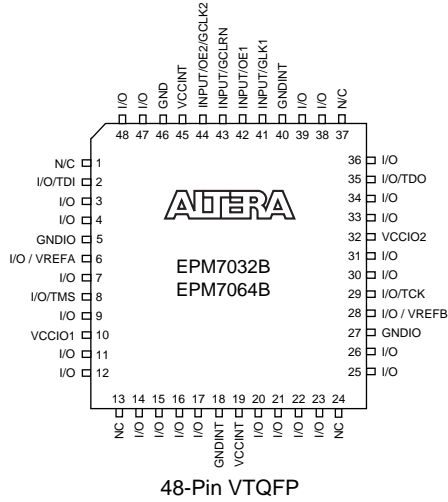 I/O I/O GND VCCINT INPUT/OE2/GCLK2 INPUT/GCLRN INPUT/OE1 INPUT/GLK1 GNDINT I/O I/O N/C
48 47 46 45 44 43 42 41 40 39 38 37
N/C 1
I/O/TDI 2
I/O 3
I/O 4
GNDIO 5
I/O / VREFA 6
I/O 7
I/O/TMS 8
I/O 9
VCCIO1 10
I/O 11
I/O 12
ALTERA
EPM7032B
EPM7064B
36 I/O
35 I/O/TDO
34 I/O
33 I/O
32 VCCIO2
31 I/O
30 I/O
29 I/O/TCK
28 I/O / VREFB
27 GNDIO
26 I/O
25 I/O
13 14 15 16 17 18 19 20 21 22 23 24
NC I/O I/O I/O I/O GNDINT VCCINT I/O I/O I/O I/O NC
48-Pin VTQFP